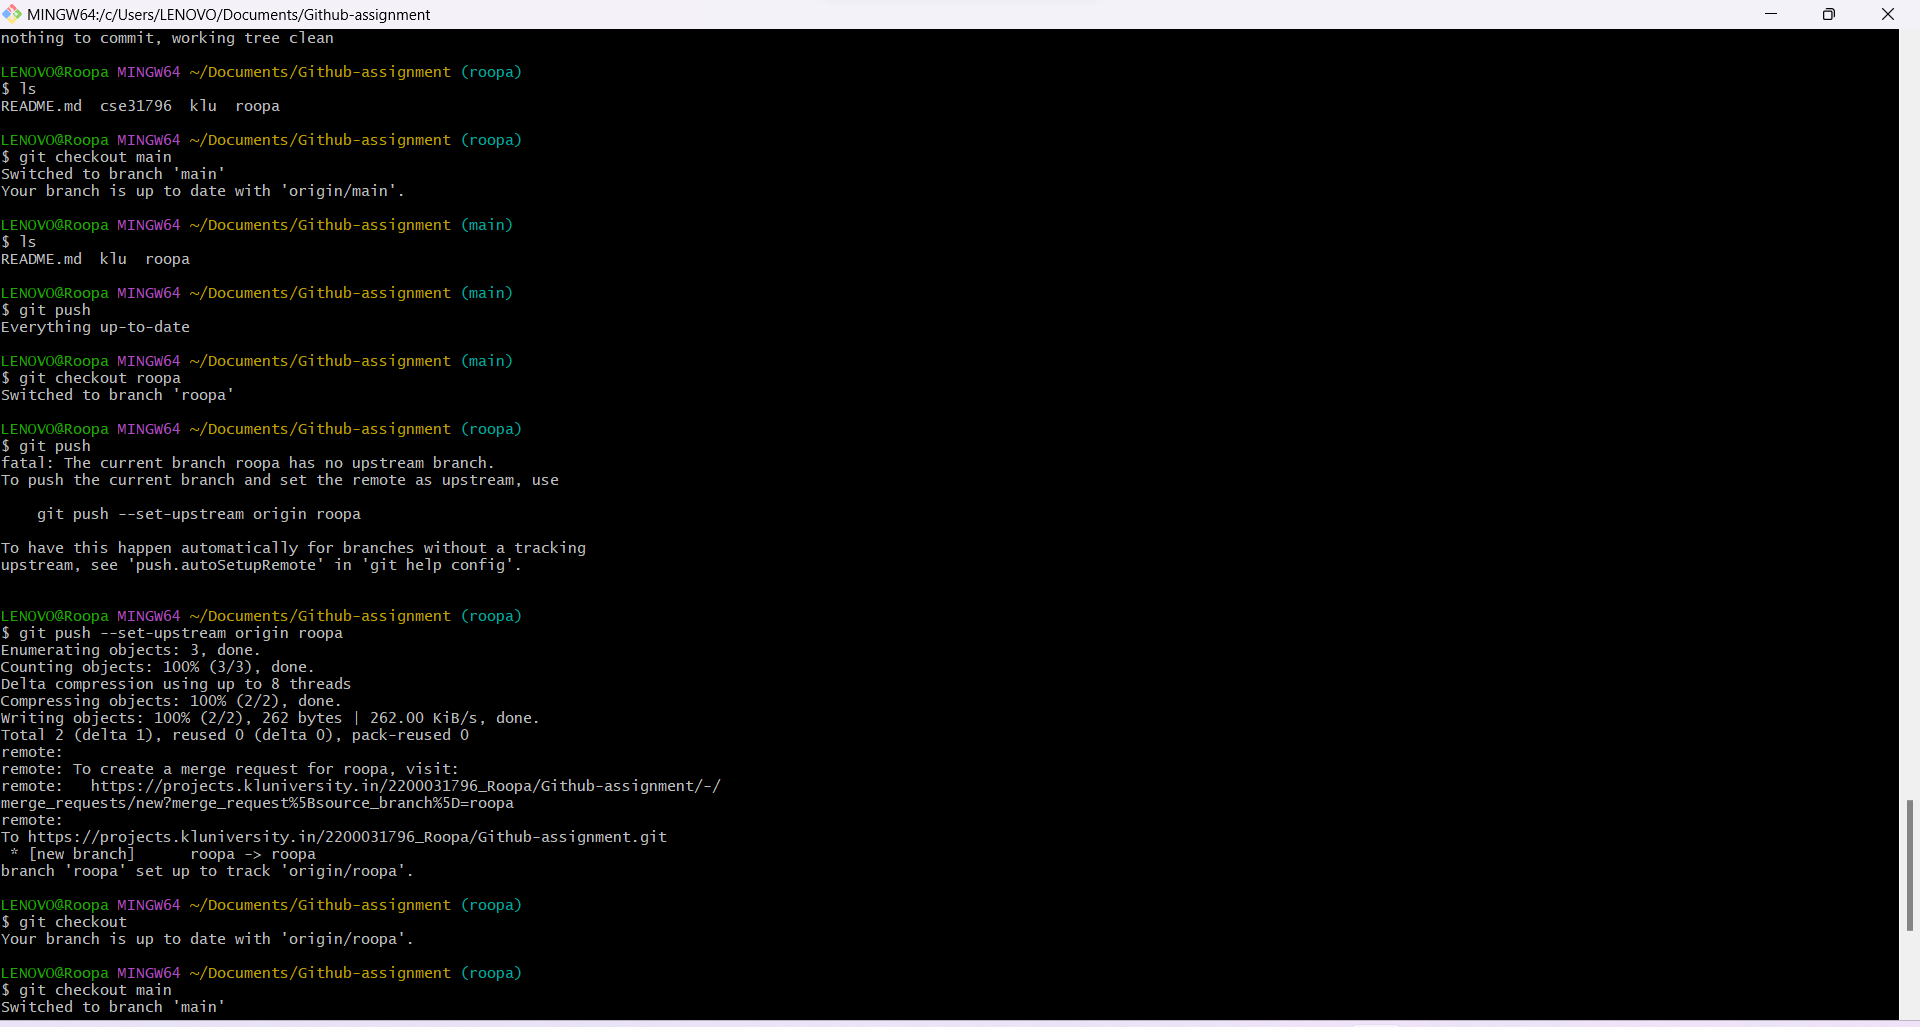 MINGW64:/c/Users/LENOVO/Documents/Github-assignment
nothing to commit, working tree clean
LENOVO@Roopa MINGW64 ~/Documents/Github-assignment (roopa)
$ ls
README.md  cse31796  klu  roopa
LENOVO@Roopa MINGW64 ~/Documents/Github-assignment (roopa)
$ git checkout main
Switched to branch 'main'
Your branch is up to date with 'origin/main'.
LENOVO@Roopa MINGW64 ~/Documents/Github-assignment (main)
$ ls
README.md  klu  roopa
LENOVO@Roopa MINGW64 ~/Documents/Github-assignment (main)
$ git push
Everything up-to-date
LENOVO@Roopa MINGW64 ~/Documents/Github-assignment (main)
$ git checkout roopa
Switched to branch 'roopa'
LENOVO@Roopa MINGW64 ~/Documents/Github-assignment (roopa)
$ git push
fatal: The current branch roopa has no upstream branch.
To push the current branch and set the remote as upstream, use
    git push --set-upstream origin roopa
To have this happen automatically for branches without a tracking
upstream, see 'push.autoSetupRemote' in 'git help config'.
LENOVO@Roopa MINGW64 ~/Documents/Github-assignment (roopa)
$ git push --set-upstream origin roopa
Enumerating objects: 3, done.
Counting objects: 100% (3/3), done.
Delta compression using up to 8 threads
Compressing objects: 100% (2/2), done.
Writing objects: 100% (2/2), 262 bytes | 262.00 KiB/s, done.
Total 2 (delta 1), reused 0 (delta 0), pack-reused 0
remote:
remote: To create a merge request for roopa, visit:
remote:   https://projects.kluniversity.in/2200031796_Roopa/Github-assignment/-/
merge_requests/new?merge_request%5Bsource_branch%5D=roopa
remote:
To https://projects.kluniversity.in/2200031796_Roopa/Github-assignment.git
 * [new branch]      roopa -> roopa
branch 'roopa' set up to track 'origin/roopa'.
LENOVO@Roopa MINGW64 ~/Documents/Github-assignment (roopa)
$ git checkout
Your branch is up to date with 'origin/roopa'.
LENOVO@Roopa MINGW64 ~/Documents/Github-assignment (roopa)
$ git checkout main
Switched to branch 'main'